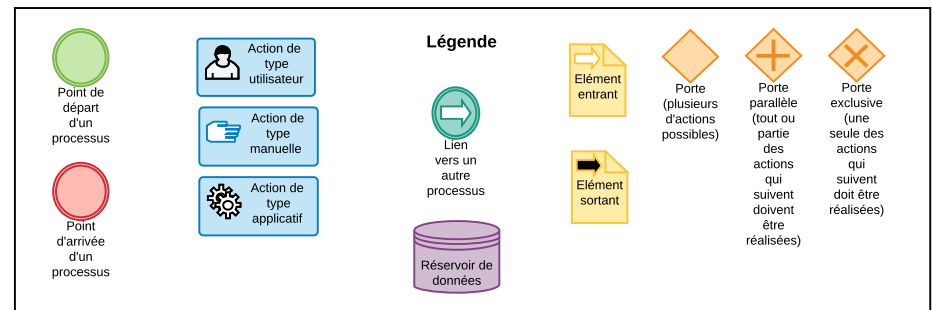 Légende
Point de
départ
d'un
processus
Point
d'arrivée
d'un
processus
Action de
type
utilisateur
Action de
type
manuelle
Action de
type
applicatif
Lien
vers un
autre
processus
Réservoir de
données
Elément
entrant
Elément
sortant
Porte
(plusieurs
d'actions
possibles)
Porte
parallèle
(tout ou
partie
des
actions
qui
suivent
doivent
être
réalisées)
Porte
exclusive
(une
seule des
actions
qui
suivent
doit être
réalisées)